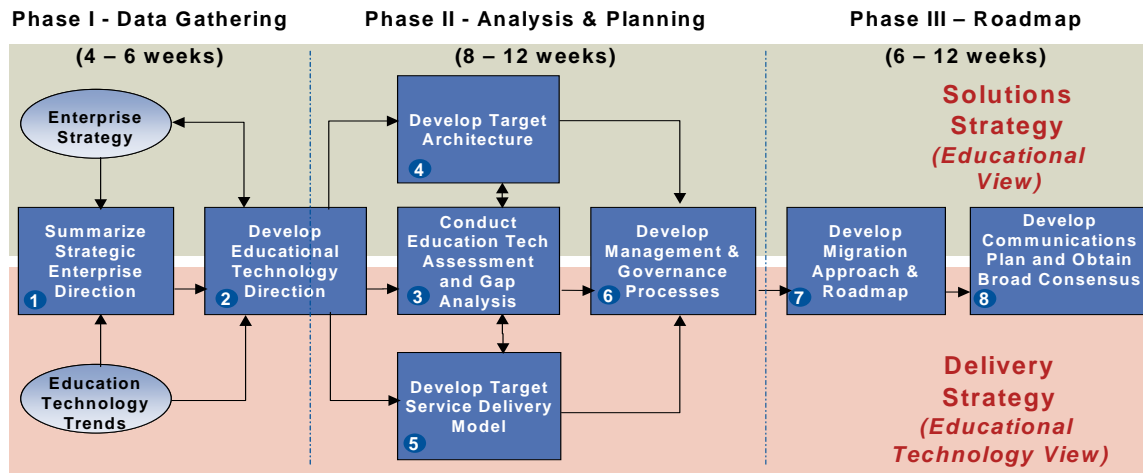 Phase I - Data Gathering
(4 – 6 weeks)
Phase II - Analysis & Planning
(8 – 12 weeks)
Phase III – Roadmap
(6 – 12 weeks)
Enterprise
Strategy
Summarize
Strategic
Enterprise
Direction
1
Education
Technology
Trends
Develop
Educational
Technology
Direction
2
Develop Target
Architecture
4
Conduct
Education Tech
Assessment
and Gap
Analysis
3
Develop Target
Service Delivery
Model
5
Develop
Management &
Governance
Processes
6
Solutions
Strategy
(Educational
View)
Develop
Migration
Approach &
Roadmap
7
Develop
Communications
Plan and Obtain
Broad Consensus
8
Delivery
Strategy
(Educational
Technology View)